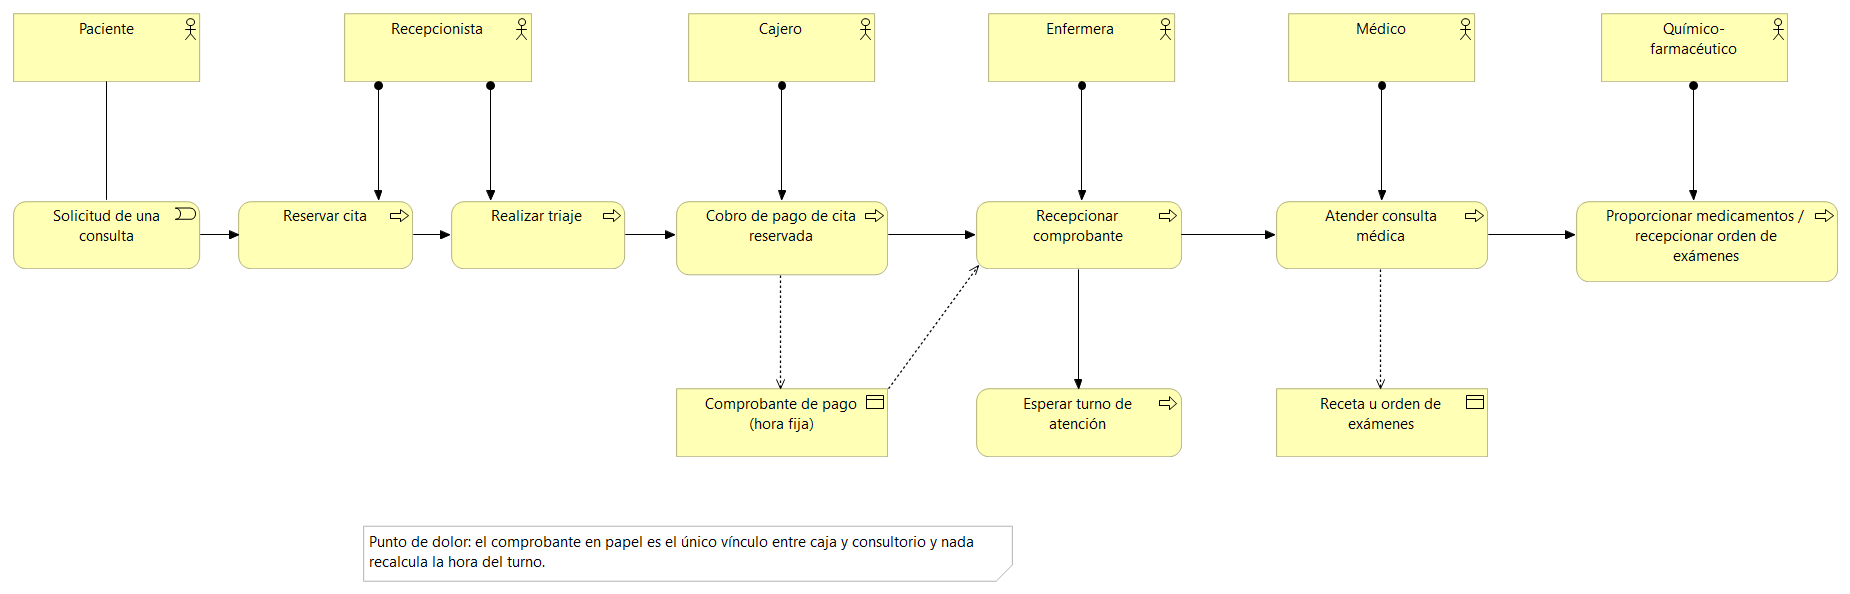 Paciente
Recepcionista
Cajero
Enfermera
Médico
Químico-
farmacéutico
Solicitud de una
consulta
Reservar cita
Realizar triaje
Cobro de pago de cita
reservada
Recepcionar
comprobante
Atender consulta
médica
Proporcionar medicamentos /
recepcionar orden de
exámenes
Comprobante de pago
(hora fija)
Esperar turno de
atención
Receta u orden de
exámenes
Punto de dolor: el comprobante en papel es el único vínculo entre caja y consultorio y nada
recalcula la hora del turno.